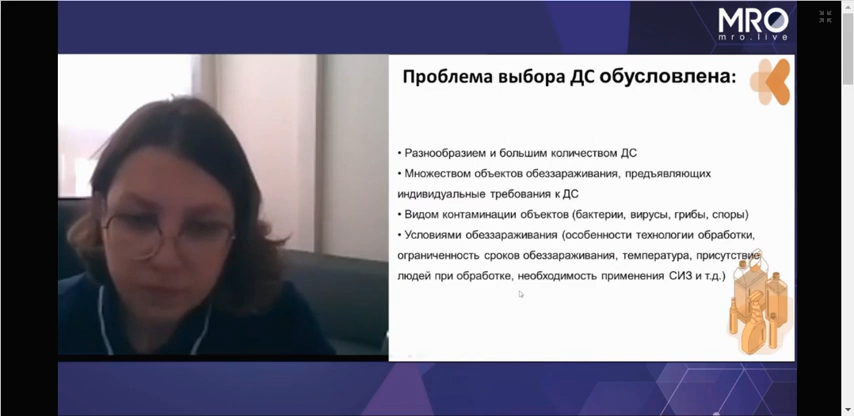 MRO
mro.live
Проблема выбора ДС обусловлена:
• Разнообразием и большим количеством ДС
• Множеством объектов обеззараживания, предъявляющих
индивидуальные требования к ДС
• Видом контаминации объектов (бактерии, вирусы, грибы, споры)
• Условиями обеззараживания (особенности технологии обработки,
ограниченность сроков обеззараживания, температура, присутствие
людей при обработке, необходимость применения СИЗ и т.д.)